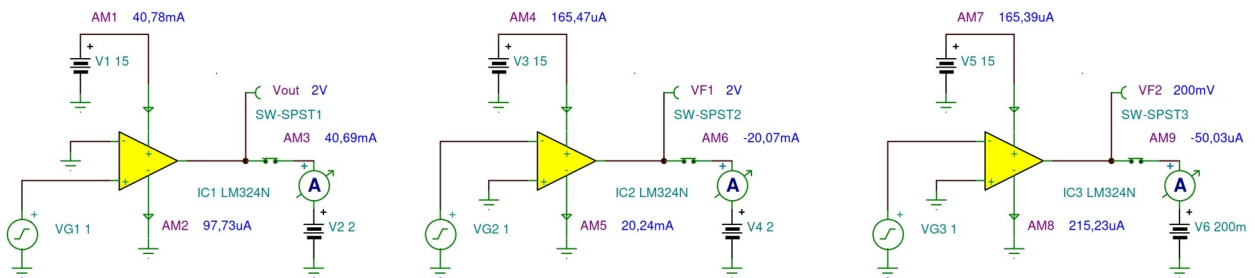 AM1 40,78mA
V1 15
Vout 2V
SW-SPST1
AM3 40,69mA
-
+
+
-
+
A
IC1 LM324N
VG1 1
AM2 97,73uA
V2 2
AM4 165,47uA
V3 15
VF1 2V
SW-SPST2
AM6 -20,07mA
-
+
+
-
+
A
IC2 LM324N
VG2 1
AM5 20,24mA
V4 2
AM7 165,39uA
V5 15
VF2 200mV
SW-SPST3
AM9 -50,03uA
-
+
+
-
+
A
IC3 LM324N
VG3 1
AM8 215,23uA
V6 200m